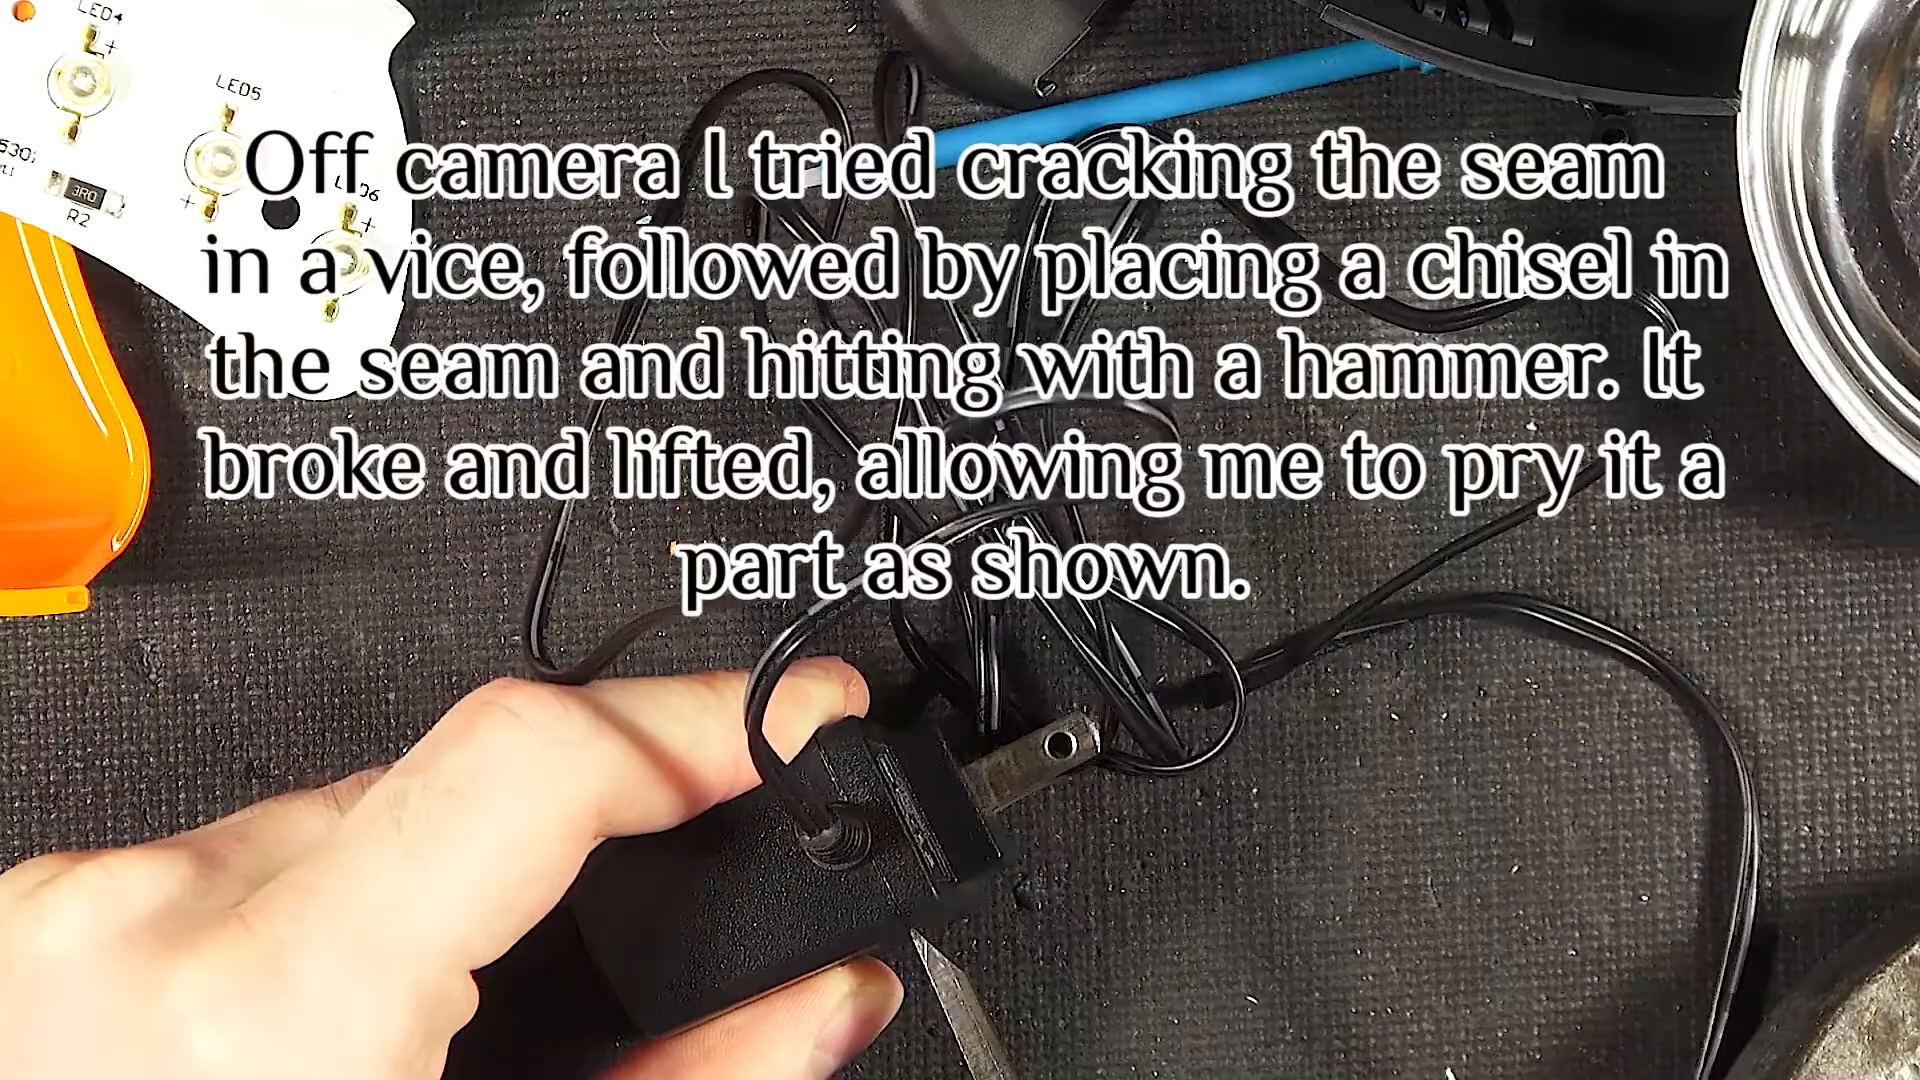 LED4
+
LED5
+
5301
3R0
R2
+
Off camera I tried cracking the seam
in a vice, followed by placing a chisel in
the seam and hitting with a hammer. It
broke and lifted, allowing me to pry it a
part as shown.